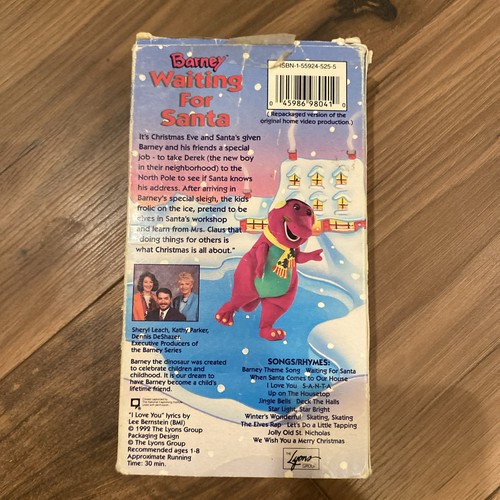 Barney
Waiting
For
Santa
ISBN-1-55924-525-5
0 45986 98041 0
(Repackaged version of the
original home video production.)
It's Christmas Eve and Santa's given
Barney and his friends a special
job - to take Derek (the new boy
in their neighborhood) to the
North Pole to see if Santa knows
his address. After arriving in
Barney's special sleigh, the kids
frolic on the ice, pretend to be
elves in Santa's workshop
and learn from Mrs. Claus that
"doing things for others is
what Christmas is all about."
Sheryl Leach, Kathy Parker,
Dennis DeShazer,
Executive Producers of
the Barney Series
Barney the dinosaur was created
to celebrate children and
childhood. It is our dream to
have Barney become a child's
lifetime friend.
"I Love You" lyrics by
Lee Bernstein (BMI)
© 1992 The Lyons Group
Packaging Design
© The Lyons Group
Recommended ages 1-8
Approximate Running
Time: 30 min.
SONGS/RHYMES:
Barney Theme Song Waiting For Santa
When Santa Comes to Our House
I Love You S-A-N-T-A
Up on the Housetop
Jingle Bells Deck The Halls
Star Light, Star Bright
Winter's Wonderful Skating, Skating
The Elves Rap Let's Do a Little Tapping
Jolly Old St. Nicholas
We Wish You a Merry Christmas
THE
Lyons
GROUP